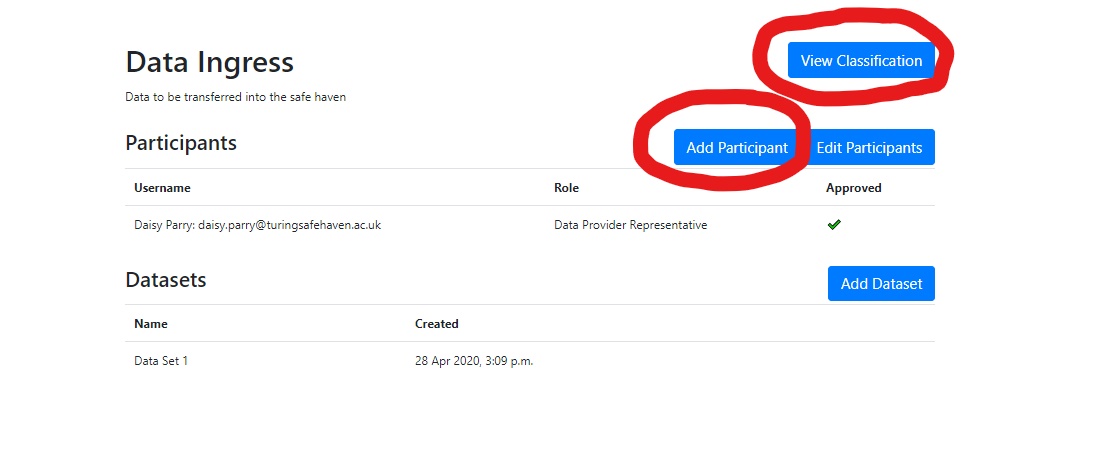 Data Ingress
View Classification
Data to be transferred into the safe haven
Participants
Add Participant
Edit Participants
Username Role Approved
Daisy Parry: daisy.parry@turingsafehaven.ac.uk Data Provider Representative
Datasets
Add Dataset
Name Created
Data Set 1 28 Apr 2020, 3:09 p.m.